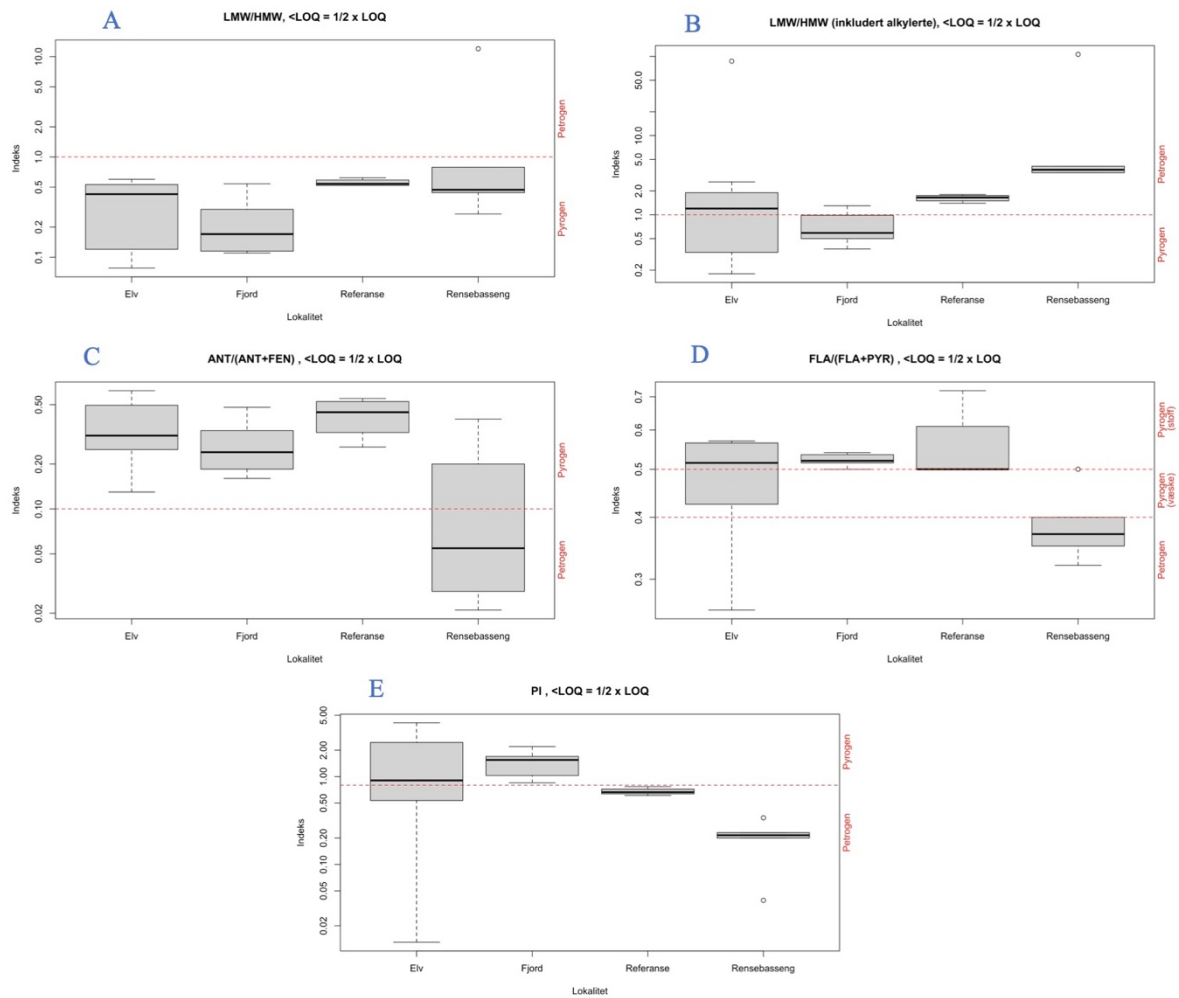 A
LMW/HMW, <LOQ = 1/2 x LOQ
Indeks
10.0
5.0
2.0
1.0
0.5
0.2
0.1
Petrogen
Pyrogen
Elv
Fjord
Referanse
Rensebasseng
Lokalitet
B
LMW/HMW (inkludert alkylerte), <LOQ = 1/2 x LOQ
Indeks
50.0
10.0
5.0
2.0
1.0
0.5
0.2
Petrogen
Pyrogen
Elv
Fjord
Referanse
Rensebasseng
Lokalitet
C
ANT/(ANT+FEN) , <LOQ = 1/2 x LOQ
Indeks
0.50
0.20
0.10
0.05
0.02
Pyrogen
Petrogen
Elv
Fjord
Referanse
Rensebasseng
Lokalitet
D
FLA/(FLA+PYR) , <LOQ = 1/2 x LOQ
Indeks
0.7
0.6
0.5
0.4
0.3
Pyrogen
(stoff)
Pyrogen
(væske)
Petrogen
Elv
Fjord
Referanse
Rensebasseng
Lokalitet
E
PI , <LOQ = 1/2 x LOQ
Indeks
5.00
2.00
1.00
0.50
0.20
0.10
0.05
0.02
Pyrogen
Petrogen
Elv
Fjord
Referanse
Rensebasseng
Lokalitet